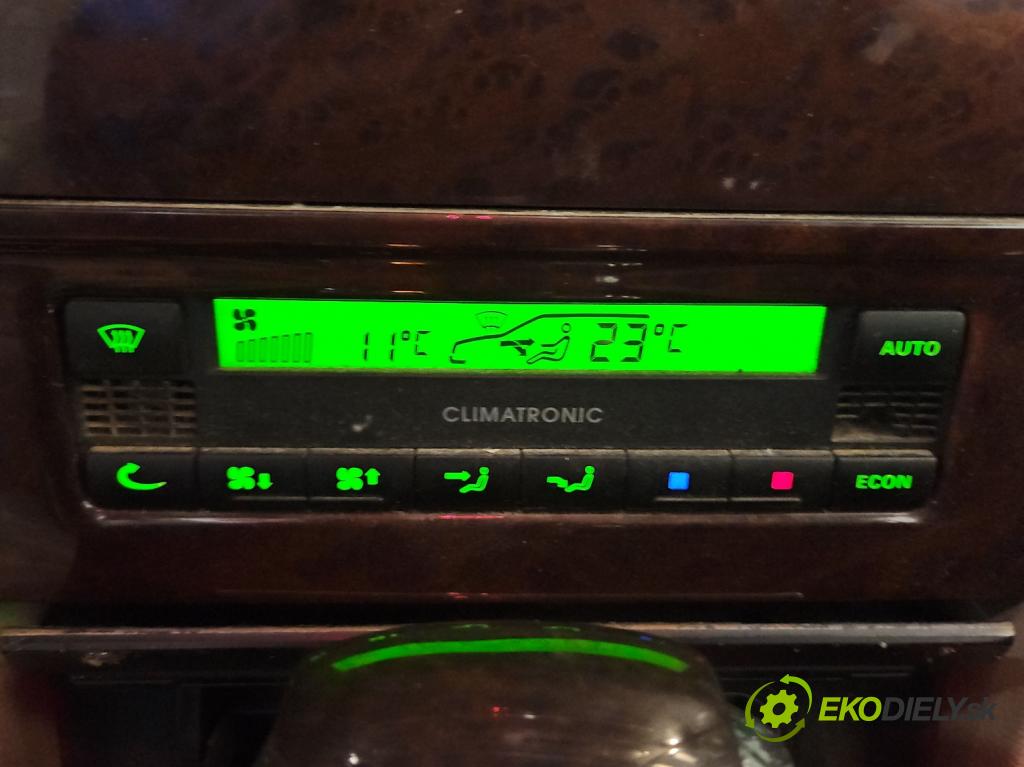 11°C 23°C
AUTO
CLIMATRONIC
ECON
EKODIELY.sk